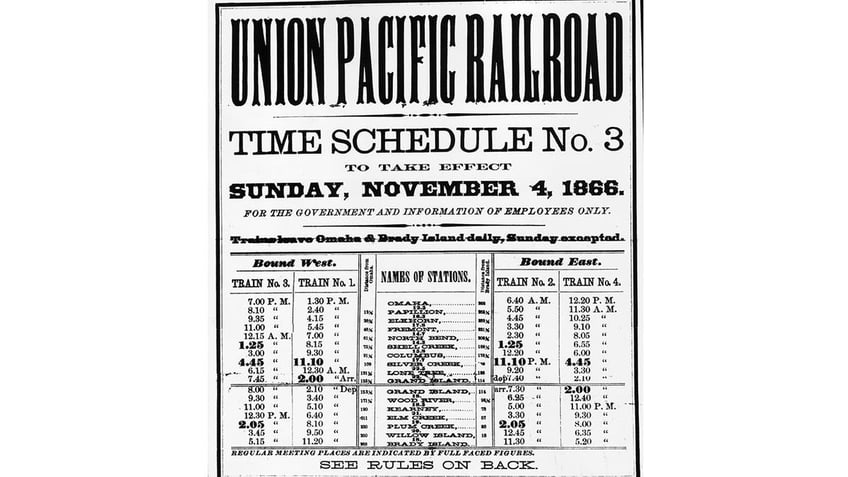 UNION PACIFIC RAILROAD
TIME SCHEDULE No. 3
TO TAKE EFFECT
SUNDAY, NOVEMBER 4, 1866.
FOR THE GOVERNMENT AND INFORMATION OF EMPLOYEES ONLY.
Trains leave Omaha & Brady Island daily, Sunday excepted.
Bound West. Distance from Omaha. NAMES OF STATIONS. Distance from Brady Island. Bound East.
TRAIN No. 3. TRAIN No. 1. TRAIN No. 2. TRAIN No. 4.
7.00 P. M. 1.30 P. M. OMAHA, 6.40 A. M. 12.20 P. M.
8.10 " 2.40 " PAPILLION, 5.50 " 11.30 A. M.
9.35 " 4.15 " ELKHORN, 4.45 " 10.25 "
11.00 " 5.45 " FREMONT, 3.30 " 9.10 "
12.15 A. M. 7.00 " NORTH BEND, 2.30 " 8.05 "
1.25 " 8.15 " SHELL CREEK, 1.25 " 6.55 "
3.00 " 9.30 " COLUMBUS, 12.20 " 6.00 "
4.45 " 11.10 " SILVER CREEK, 11.10 P. M. 4.45 "
6.15 " 12.30 A. M. LONE TREE, 9.20 " 3.30 "
7.45 " 2.00 " Arr. GRAND ISLAND. dep 7.40 " 2.10 "
8.00 " 2.10 " Dep GRAND ISLAND. 114 arr. 7.30 " 2.00 "
9.30 " 3.40 " WOOD RIVER, 6.25 " 12.40 "
11.00 " 5.10 " KEARNEY, 5.00 " 11.00 P. M.
12.30 P. M. 6.40 " ELM CREEK 3.30 " 9.30 "
2.05 " 8.10 " PLUM CREEK 2.05 " 8.00 "
3.45 " 9.50 " WILLOW ISLAND, 12.45 " 6.35 "
5.15 " 11.20 " BRADY ISLAND. 11.30 " 5.20 "
REGULAR MEETING PLACES ARE INDICATED BY FULL FACED FIGURES.
SEE RULES ON BACK.